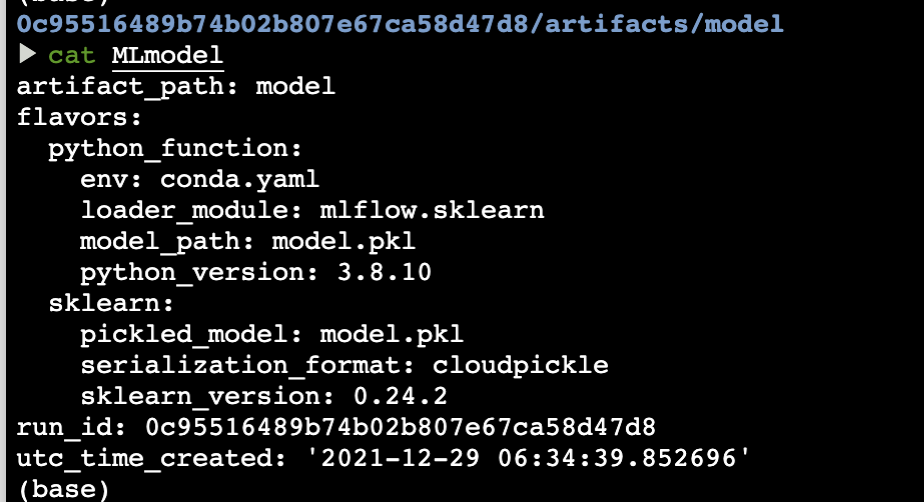 (base)
0c95516489b74b02b807e67ca58d47d8/artifacts/model
▶ cat MLmodel
artifact_path: model
flavors:
  python_function:
    env: conda.yaml
    loader_module: mlflow.sklearn
    model_path: model.pkl
    python_version: 3.8.10
  sklearn:
    pickled_model: model.pkl
    serialization_format: cloudpickle
    sklearn_version: 0.24.2
run_id: 0c95516489b74b02b807e67ca58d47d8
utc_time_created: '2021-12-29 06:34:39.852696'
(base)